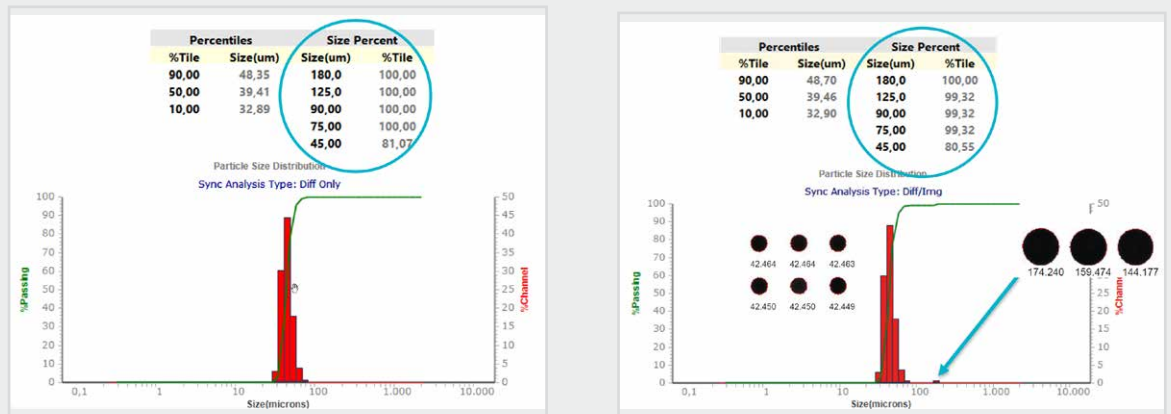 Percentiles Size Percent
%Tile Size(um) Size(um) %Tile
90,00 48,35 180,0 100,00
50,00 39,41 125,0 100,00
10,00 32,89 90,00 100,00
75,00 100,00
45,00 81,07
Particle Size Distribution
Sync Analysis Type: Diff Only
100 50
90 45
80 40
70 35
60 30
50 25
40 20
30 15
20 10
10 5
0 0
%Passing
%Channel
0,1 1 10 100 1.000 10.000
Size(microns)
Percentiles Size Percent
%Tile Size(um) Size(um) %Tile
90,00 48,70 180,0 100,00
50,00 39,46 125,0 99,32
10,00 32,90 90,00 99,32
75,00 99,32
45,00 80,55
Particle Size Distribution
Sync Analysis Type: Diff/Img
100 50
90
80
70
60
50 25
40 20
30 15
20 10
10 5
0 0
%Passing
%Channel
42.464 42.464 42.463
42.450 42.450 42.449
174.240 159.474 144.177
0,1 1 10 100 1.000 10.000
Size(microns)